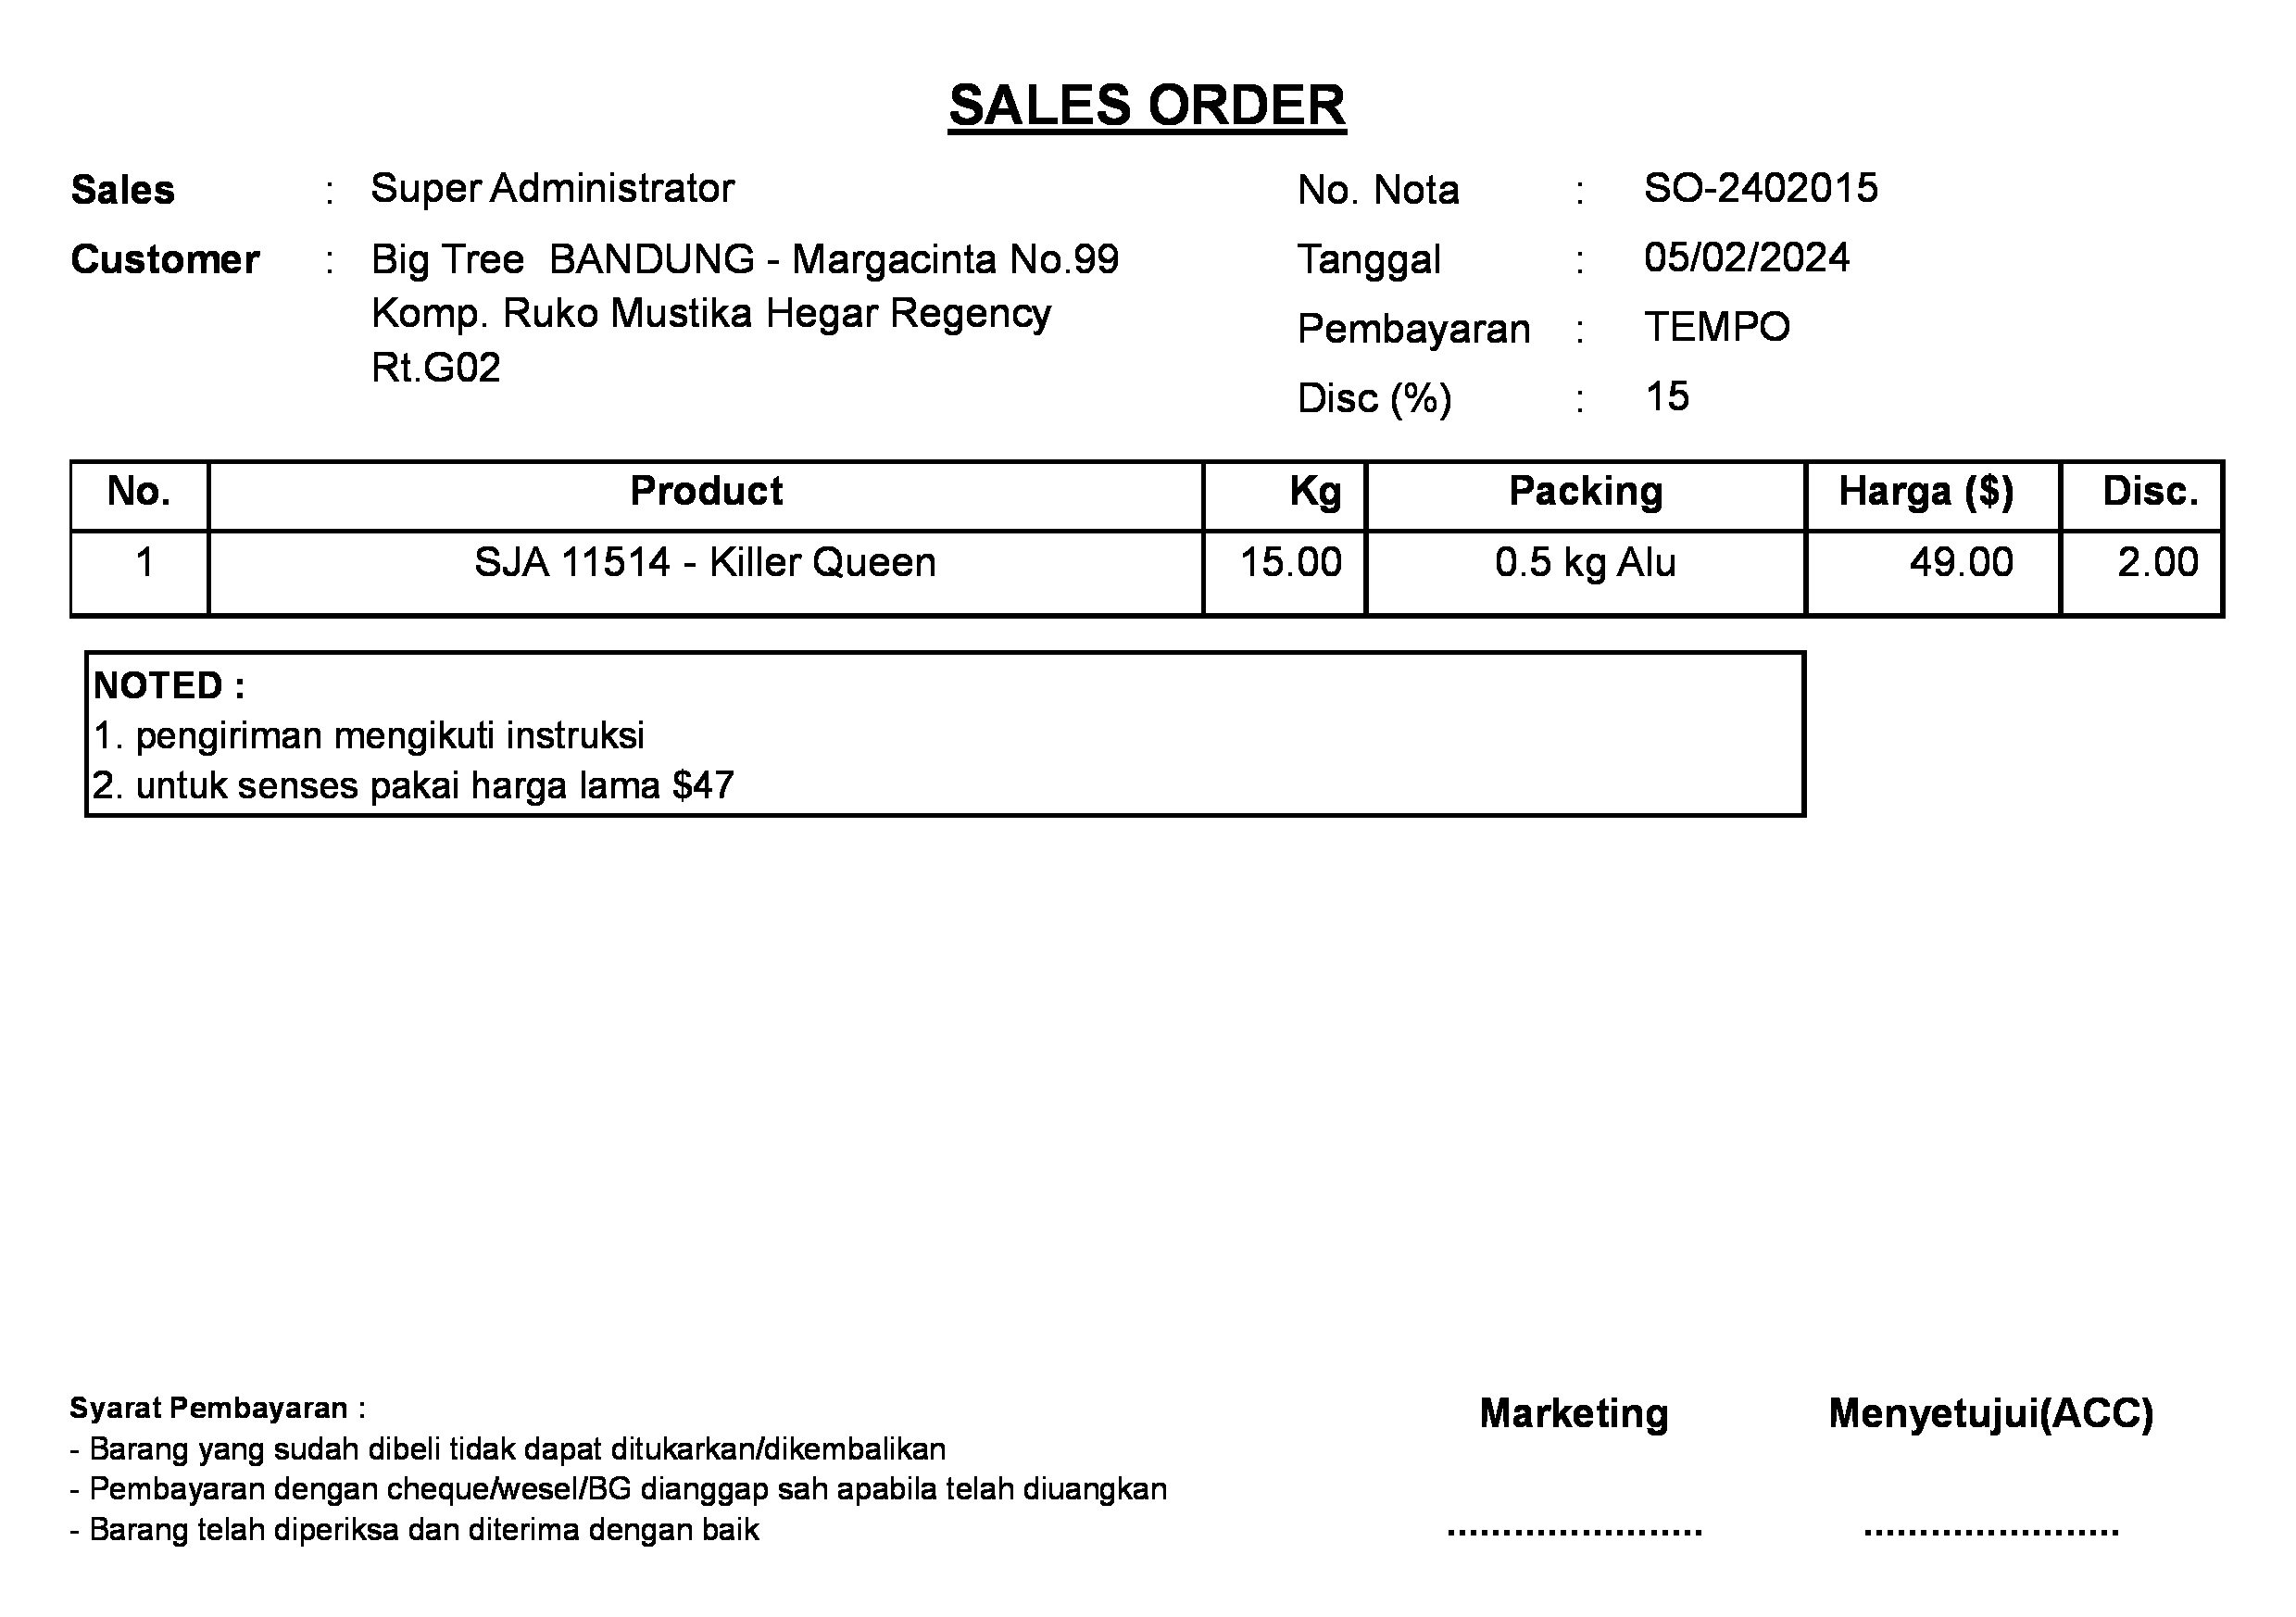 SALES ORDER
Sales : Super Administrator
No. Nota : SO-2402015
Customer : Big Tree BANDUNG - Margacinta No.99
Komp. Ruko Mustika Hegar Regency
Rt.G02
Tanggal : 05/02/2024
Pembayaran : TEMPO
Disc (%) : 15
No. Product Kg Packing Harga ($) Disc.
1 SJA 11514 - Killer Queen 15.00 0.5 kg Alu 49.00 2.00
NOTED :
1. pengiriman mengikuti instruksi
2. untuk senses pakai harga lama $47
Syarat Pembayaran :
- Barang yang sudah dibeli tidak dapat ditukarkan/dikembalikan
- Pembayaran dengan cheque/wesel/BG dianggap sah apabila telah diuangkan
- Barang telah diperiksa dan diterima dengan baik
Marketing Menyetujui(ACC)
....................... .......................